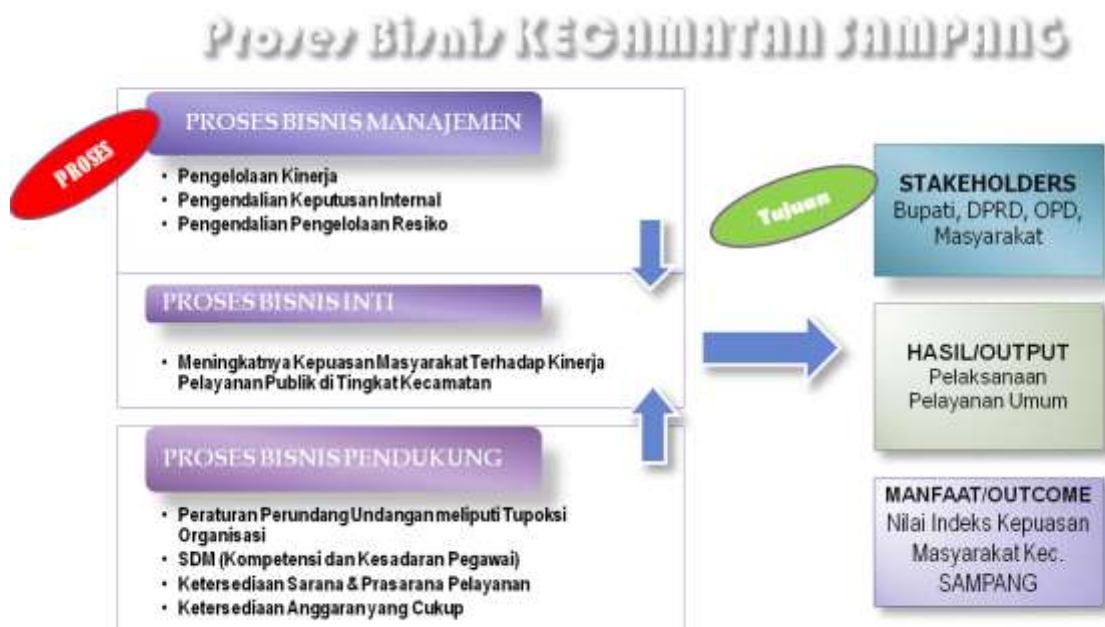 Proses Bisnis KECAMATAN SAMPANG
PROSES
PROSES BISNIS MANAJEMEN
• Pengelolaan Kinerja
• Pengendalian Keputusan Internal
• Pengendalian Pengelolaan Resiko
PROSES BISNIS INTI
• Meningkatnya Kepuasan Masyarakat Terhadap Kinerja
Pelayanan Publik di Tingkat Kecamatan
PROSES BISNIS PENDUKUNG
• Peraturan Perundang Undangan meliputi Tupoksi
Organisasi
• SDM (Kompetensi dan Kesadaran Pegawai)
• Ketersediaan Sarana & Prasarana Pelayanan
• Ketersediaan Anggaran yang Cukup
Tujuan
STAKEHOLDERS
Bupati, DPRD, OPD,
Masyarakat
HASIL/OUTPUT
Pelaksanaan
Pelayanan Umum
MANFAAT/OUTCOME
Nilai Indeks Kepuasan
Masyarakat Kec.
SAMPANG